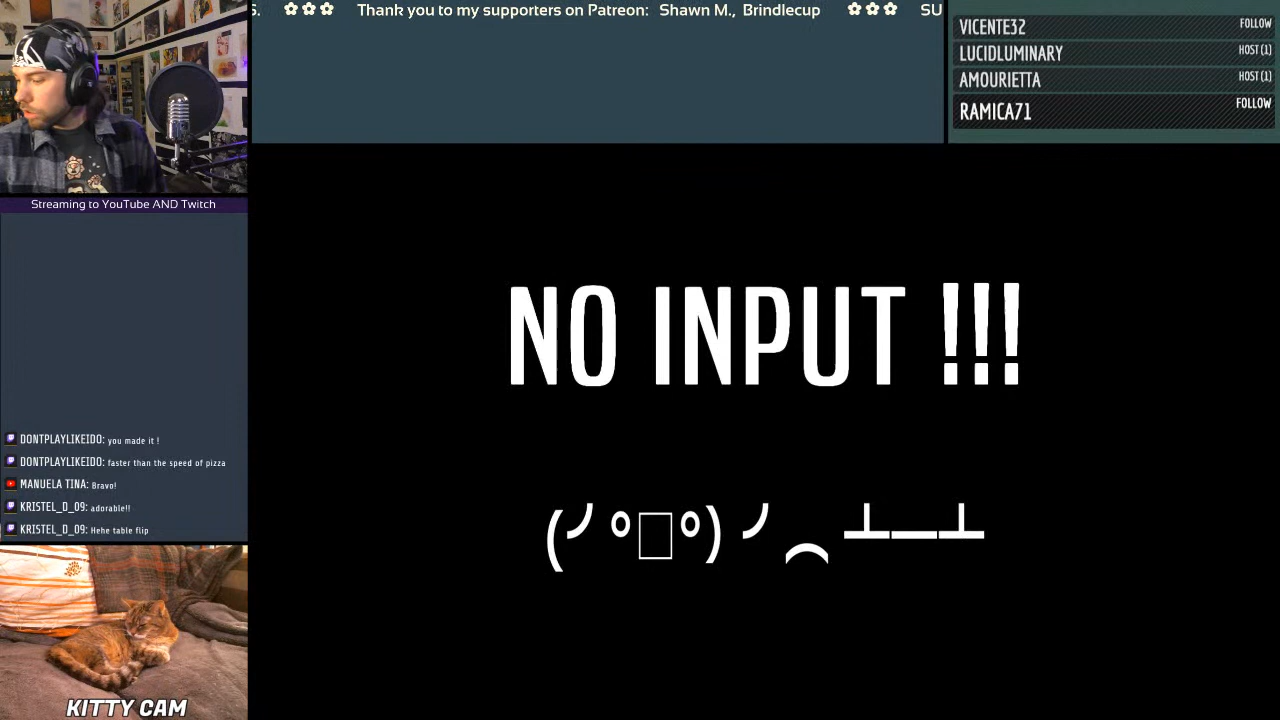 S. ✿ ✿ ✿ Thank you to my supporters on Patreon: Shawn M., Brindlecup ✿ ✿ ✿ SU
VICENTE32 FOLLOW
LUCIDLUMINARY HOST (1)
AMOURIETTA HOST (1)
RAMICA71 FOLLOW
Streaming to YouTube AND Twitch
NO INPUT !!!
(╯°□°) ╯︵ ┻━┻
DONTPLAYLIKEIDO: you made it !
DONTPLAYLIKEIDO: faster than the speed of pizza
MANUELA TINA: Bravo!
KRISTEL_D_09: adorable!!
KRISTEL_D_09: Hehe table flip
KITTY CAM